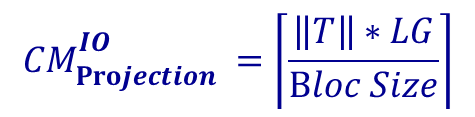 CM^{IO}_{Projection} = ⌈ (‖T‖ * LG) / (Bloc Size) ⌉